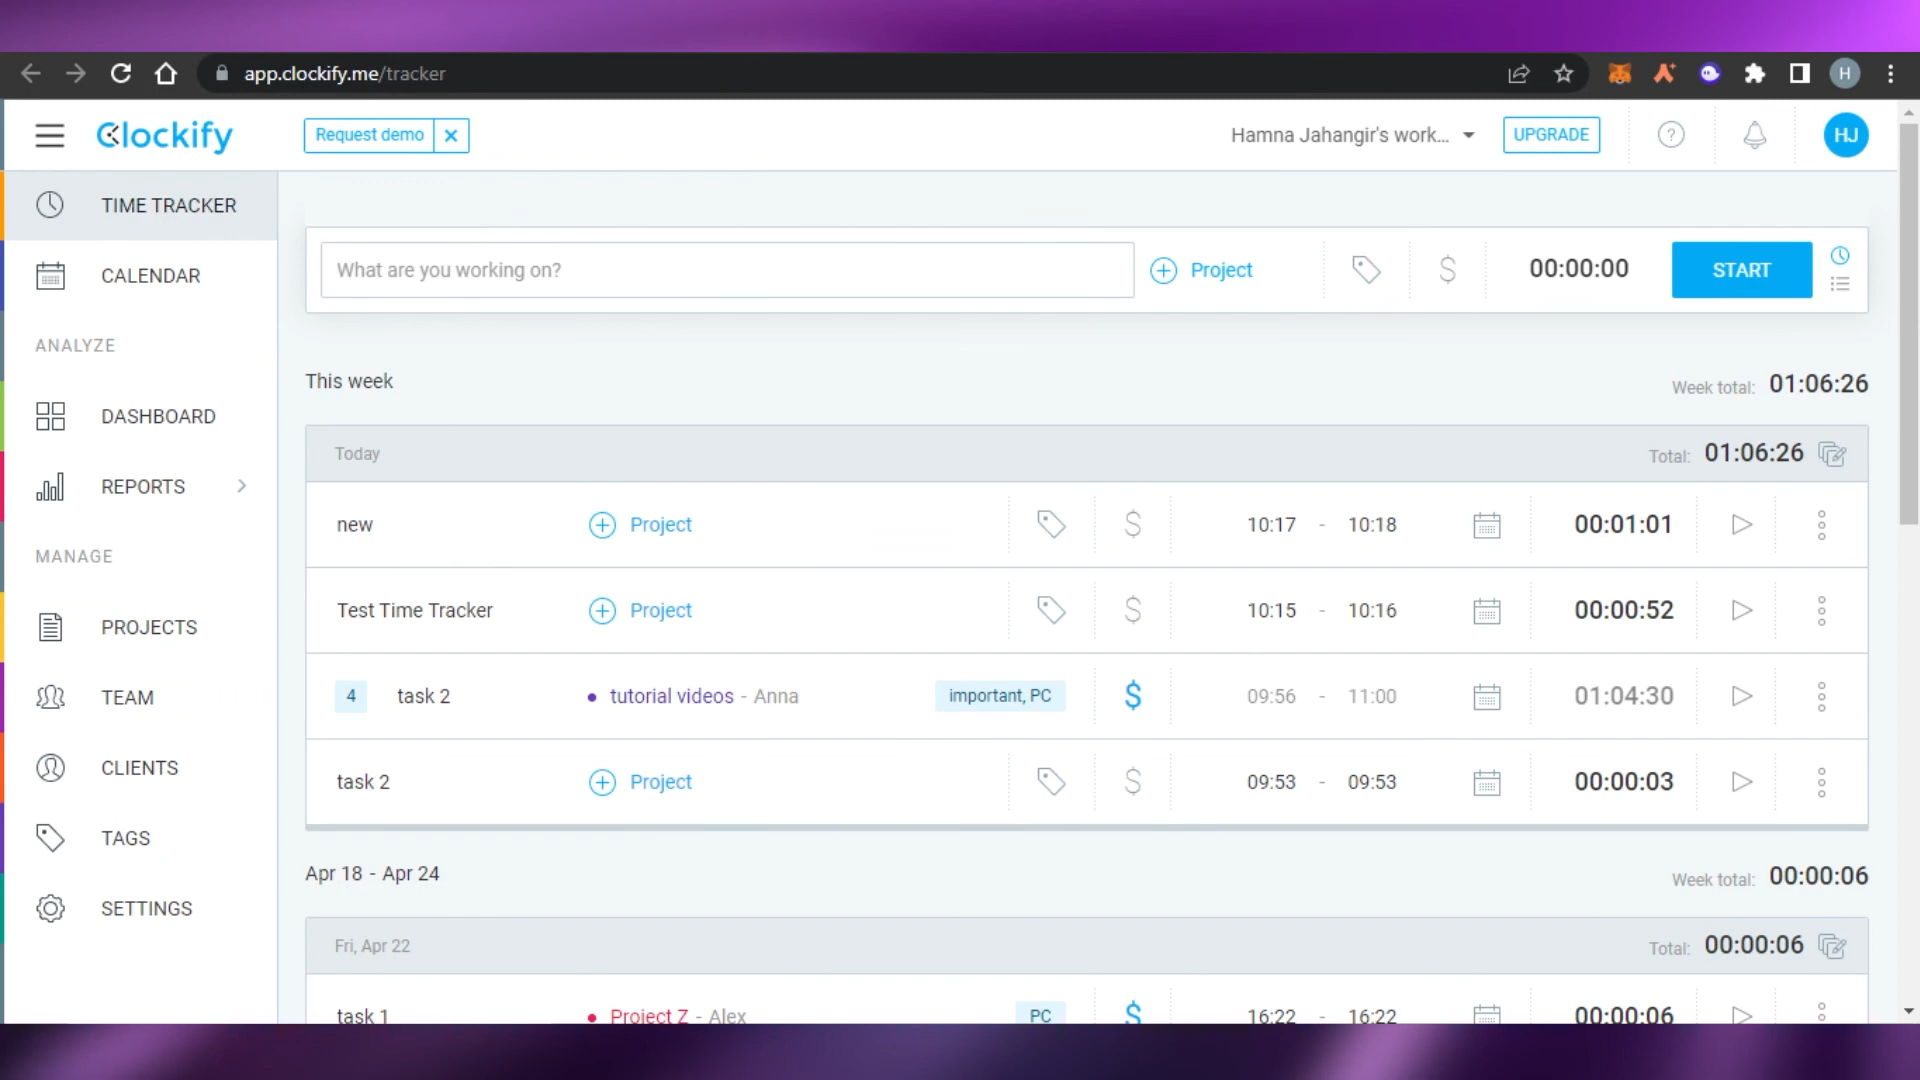 app.clockify.me/tracker
H
Clockify
Request demo
Hamna Jahangir's work...
UPGRADE
?
HJ
TIME TRACKER
CALENDAR
ANALYZE
DASHBOARD
REPORTS
MANAGE
PROJECTS
TEAM
CLIENTS
TAGS
SETTINGS
What are you working on?
Project
$
00:00:00
START
This week
Week total: 01:06:26
Today
Total: 01:06:26
new Project $ 10:17 - 10:18 00:01:01
Test Time Tracker Project $ 10:15 - 10:16 00:00:52
4 task 2 • tutorial videos - Anna important, PC $ 09:56 - 11:00 01:04:30
task 2 Project $ 09:53 - 09:53 00:00:03
Apr 18 - Apr 24
Week total: 00:00:06
Fri, Apr 22
Total: 00:00:06
task 1 • Project Z - Alex PC $ 16:22 - 16:22 00:00:06